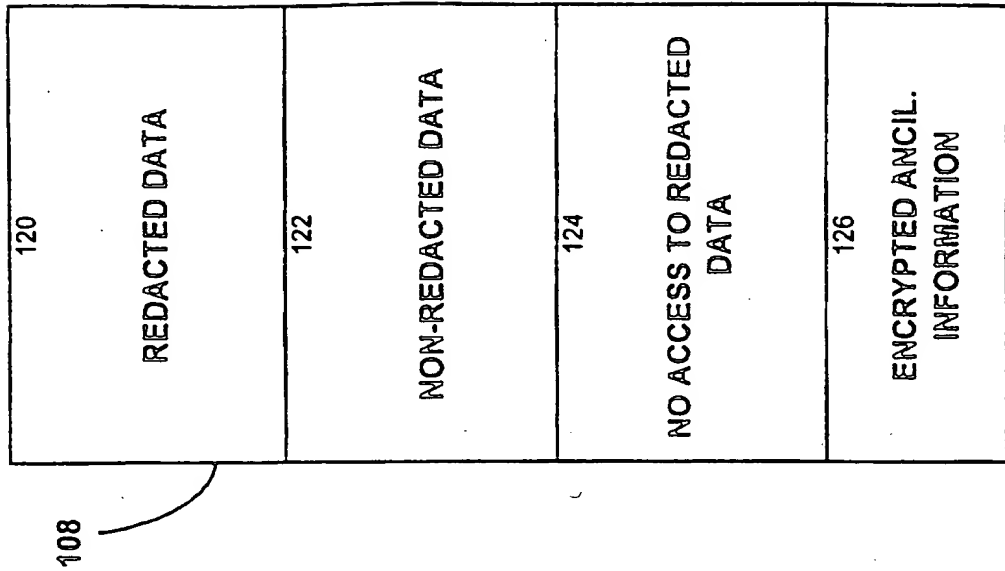 108
120
REDACTED DATA
122
NON-REDACTED DATA
124
NO ACCESS TO REDACTED
DATA
126
ENCRYPTED ANCIL.
INFORMATION